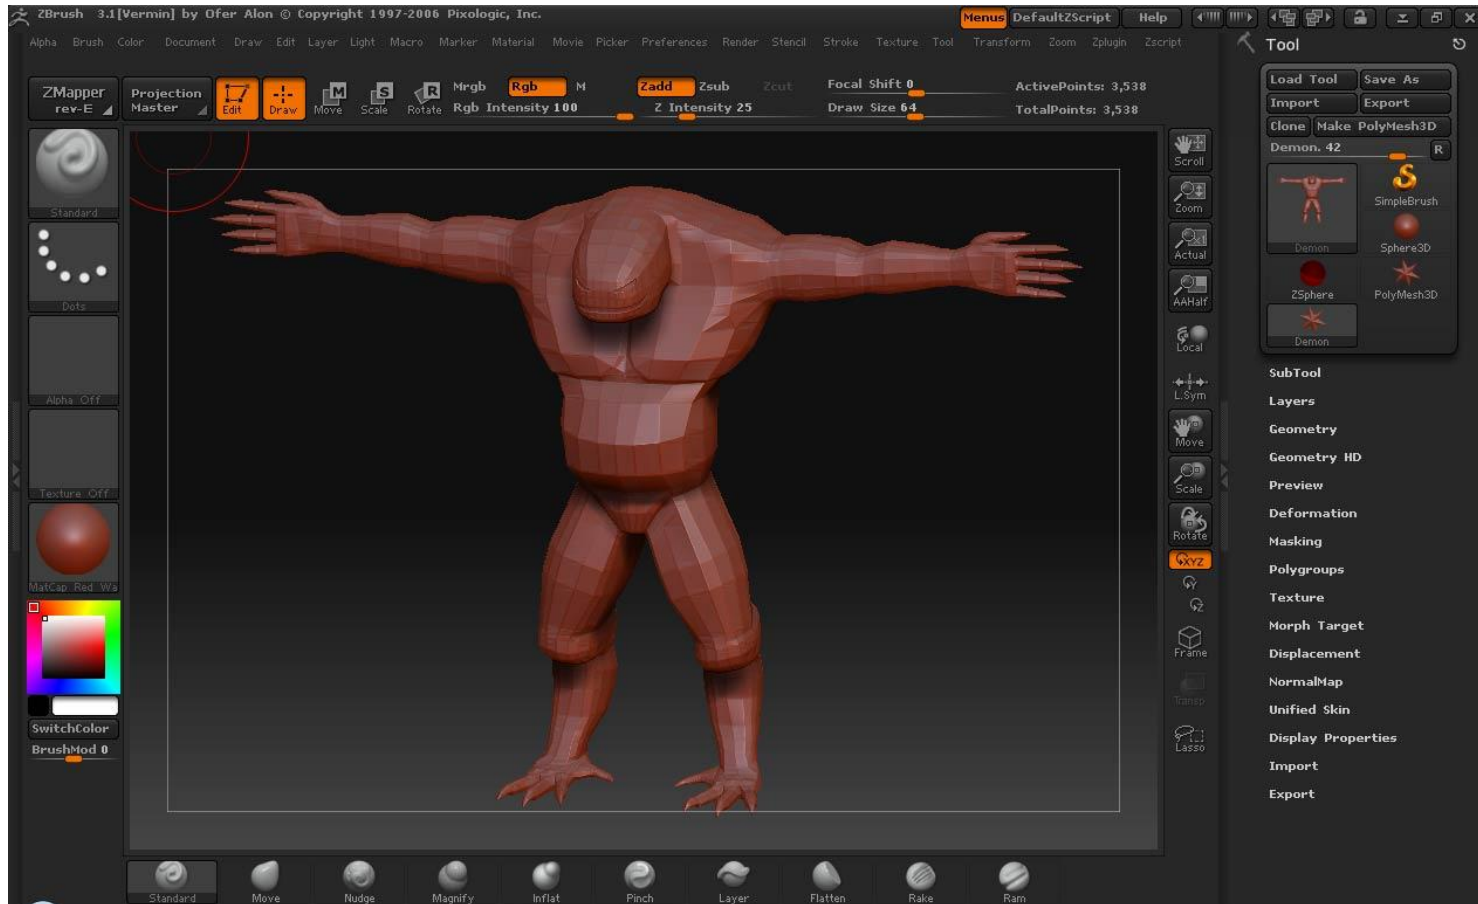 ZBrush 3.1[Vermin] by Ofer Alon © Copyright 1997-2006 Pixologic, Inc. Menus DefaultZScript Help
Alpha Brush Color Document Draw Edit Layer Light Macro Marker Material Movie Picker Preferences Render Stencil Stroke Texture Tool Transform Zoom Zplugin Zscript
ZMapper
rev-E
Projection
Master
Edit
Draw
Move
Scale
Rotate
Mrgb Rgb M
Rgb Intensity 100
Zadd Zsub Zcut
Z Intensity 25
Focal Shift 0
Draw Size 64
ActivePoints: 3,538
TotalPoints: 3,538
Standard
Dots
Alpha Off
Texture Off
MatCap Red Wa
SwitchColor
BrushMod 0
Scroll
Zoom
Actual
AAHalf
Local
L.Sym
Move
Scale
Rotate
XYZ
Y
Z
Frame
Transp
Lasso
Tool
Load Tool Save As
Import Export
Clone Make PolyMesh3D
Demon. 42 R
Demon
SimpleBrush
Sphere3D
ZSphere
PolyMesh3D
Demon
SubTool
Layers
Geometry
Geometry HD
Preview
Deformation
Masking
Polygroups
Texture
Morph Target
Displacement
NormalMap
Unified Skin
Display Properties
Import
Export
Standard Move Nudge Magnify Inflat Pinch Layer Flatten Rake Ram